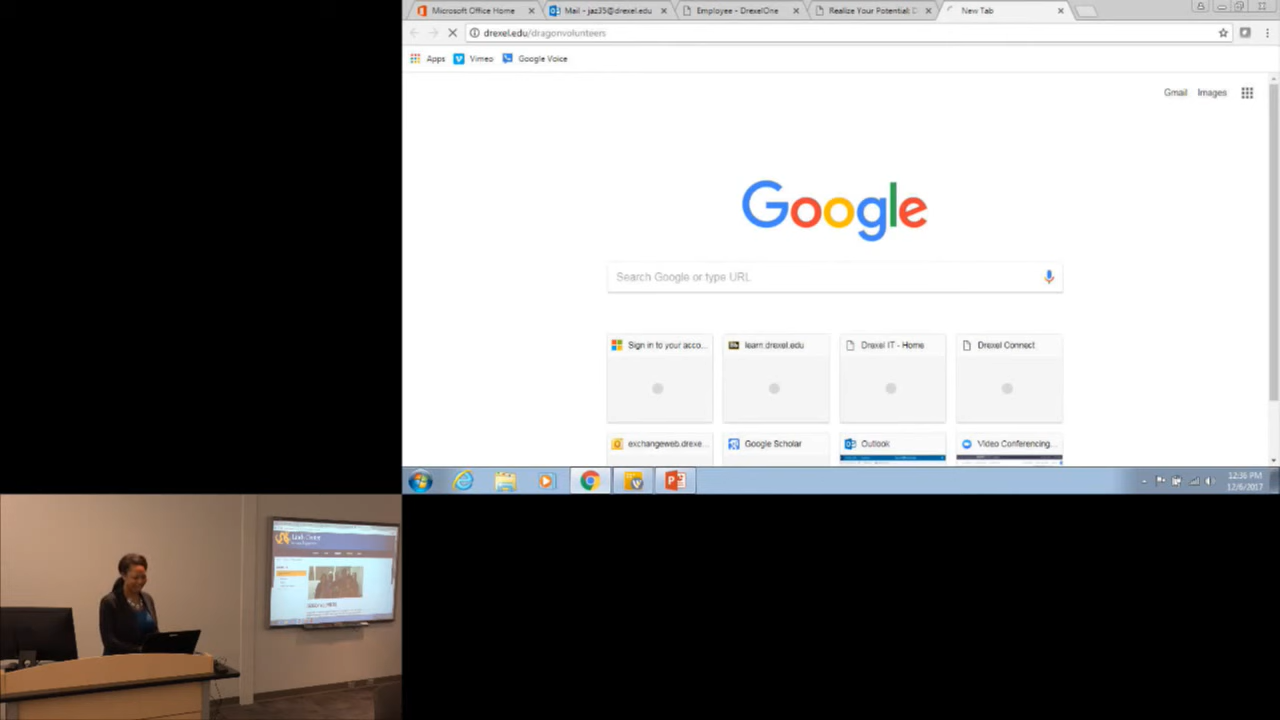 Microsoft Office Home
Mail - jaz35@drexel.edu
Employee - DrexelOne
Realize Your Potential: D
New Tab
drexel.edu/dragonvolunteers
Apps
Vimeo
Google Voice
Gmail
Images
Google
Search Google or type URL
Sign in to your acco...
learn.drexel.edu
Drexel IT - Home
Drexel Connect
exchangeweb.drexe...
Google Scholar
Outlook
Video Conferencing...
12:36 PM
12/6/2017